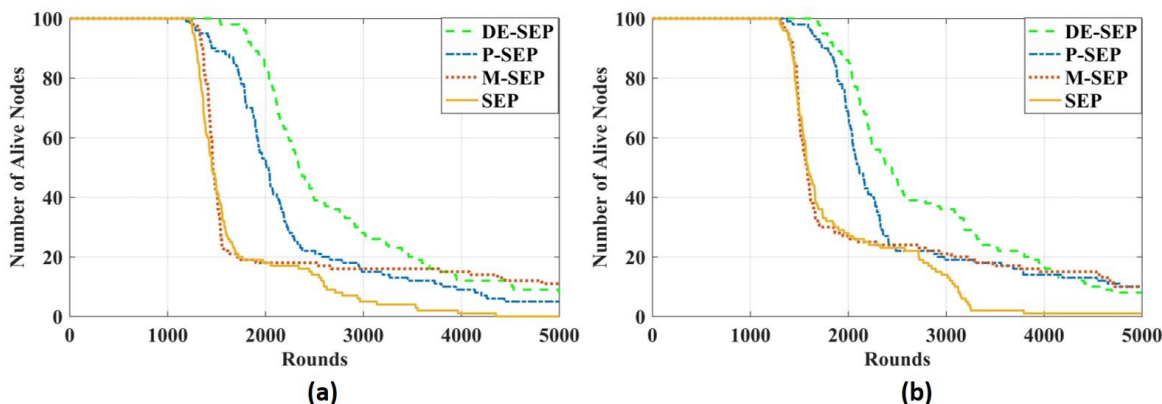 100
80
60
40
20
0
Number of Alive Nodes
DE-SEP
P-SEP
M-SEP
SEP
0 1000 2000 3000 4000 5000
Rounds
(a)
100
80
60
40
20
0
Number of Alive Nodes
DE-SEP
P-SEP
M-SEP
SEP
0 1000 2000 3000 4000 5000
Rounds
(b)